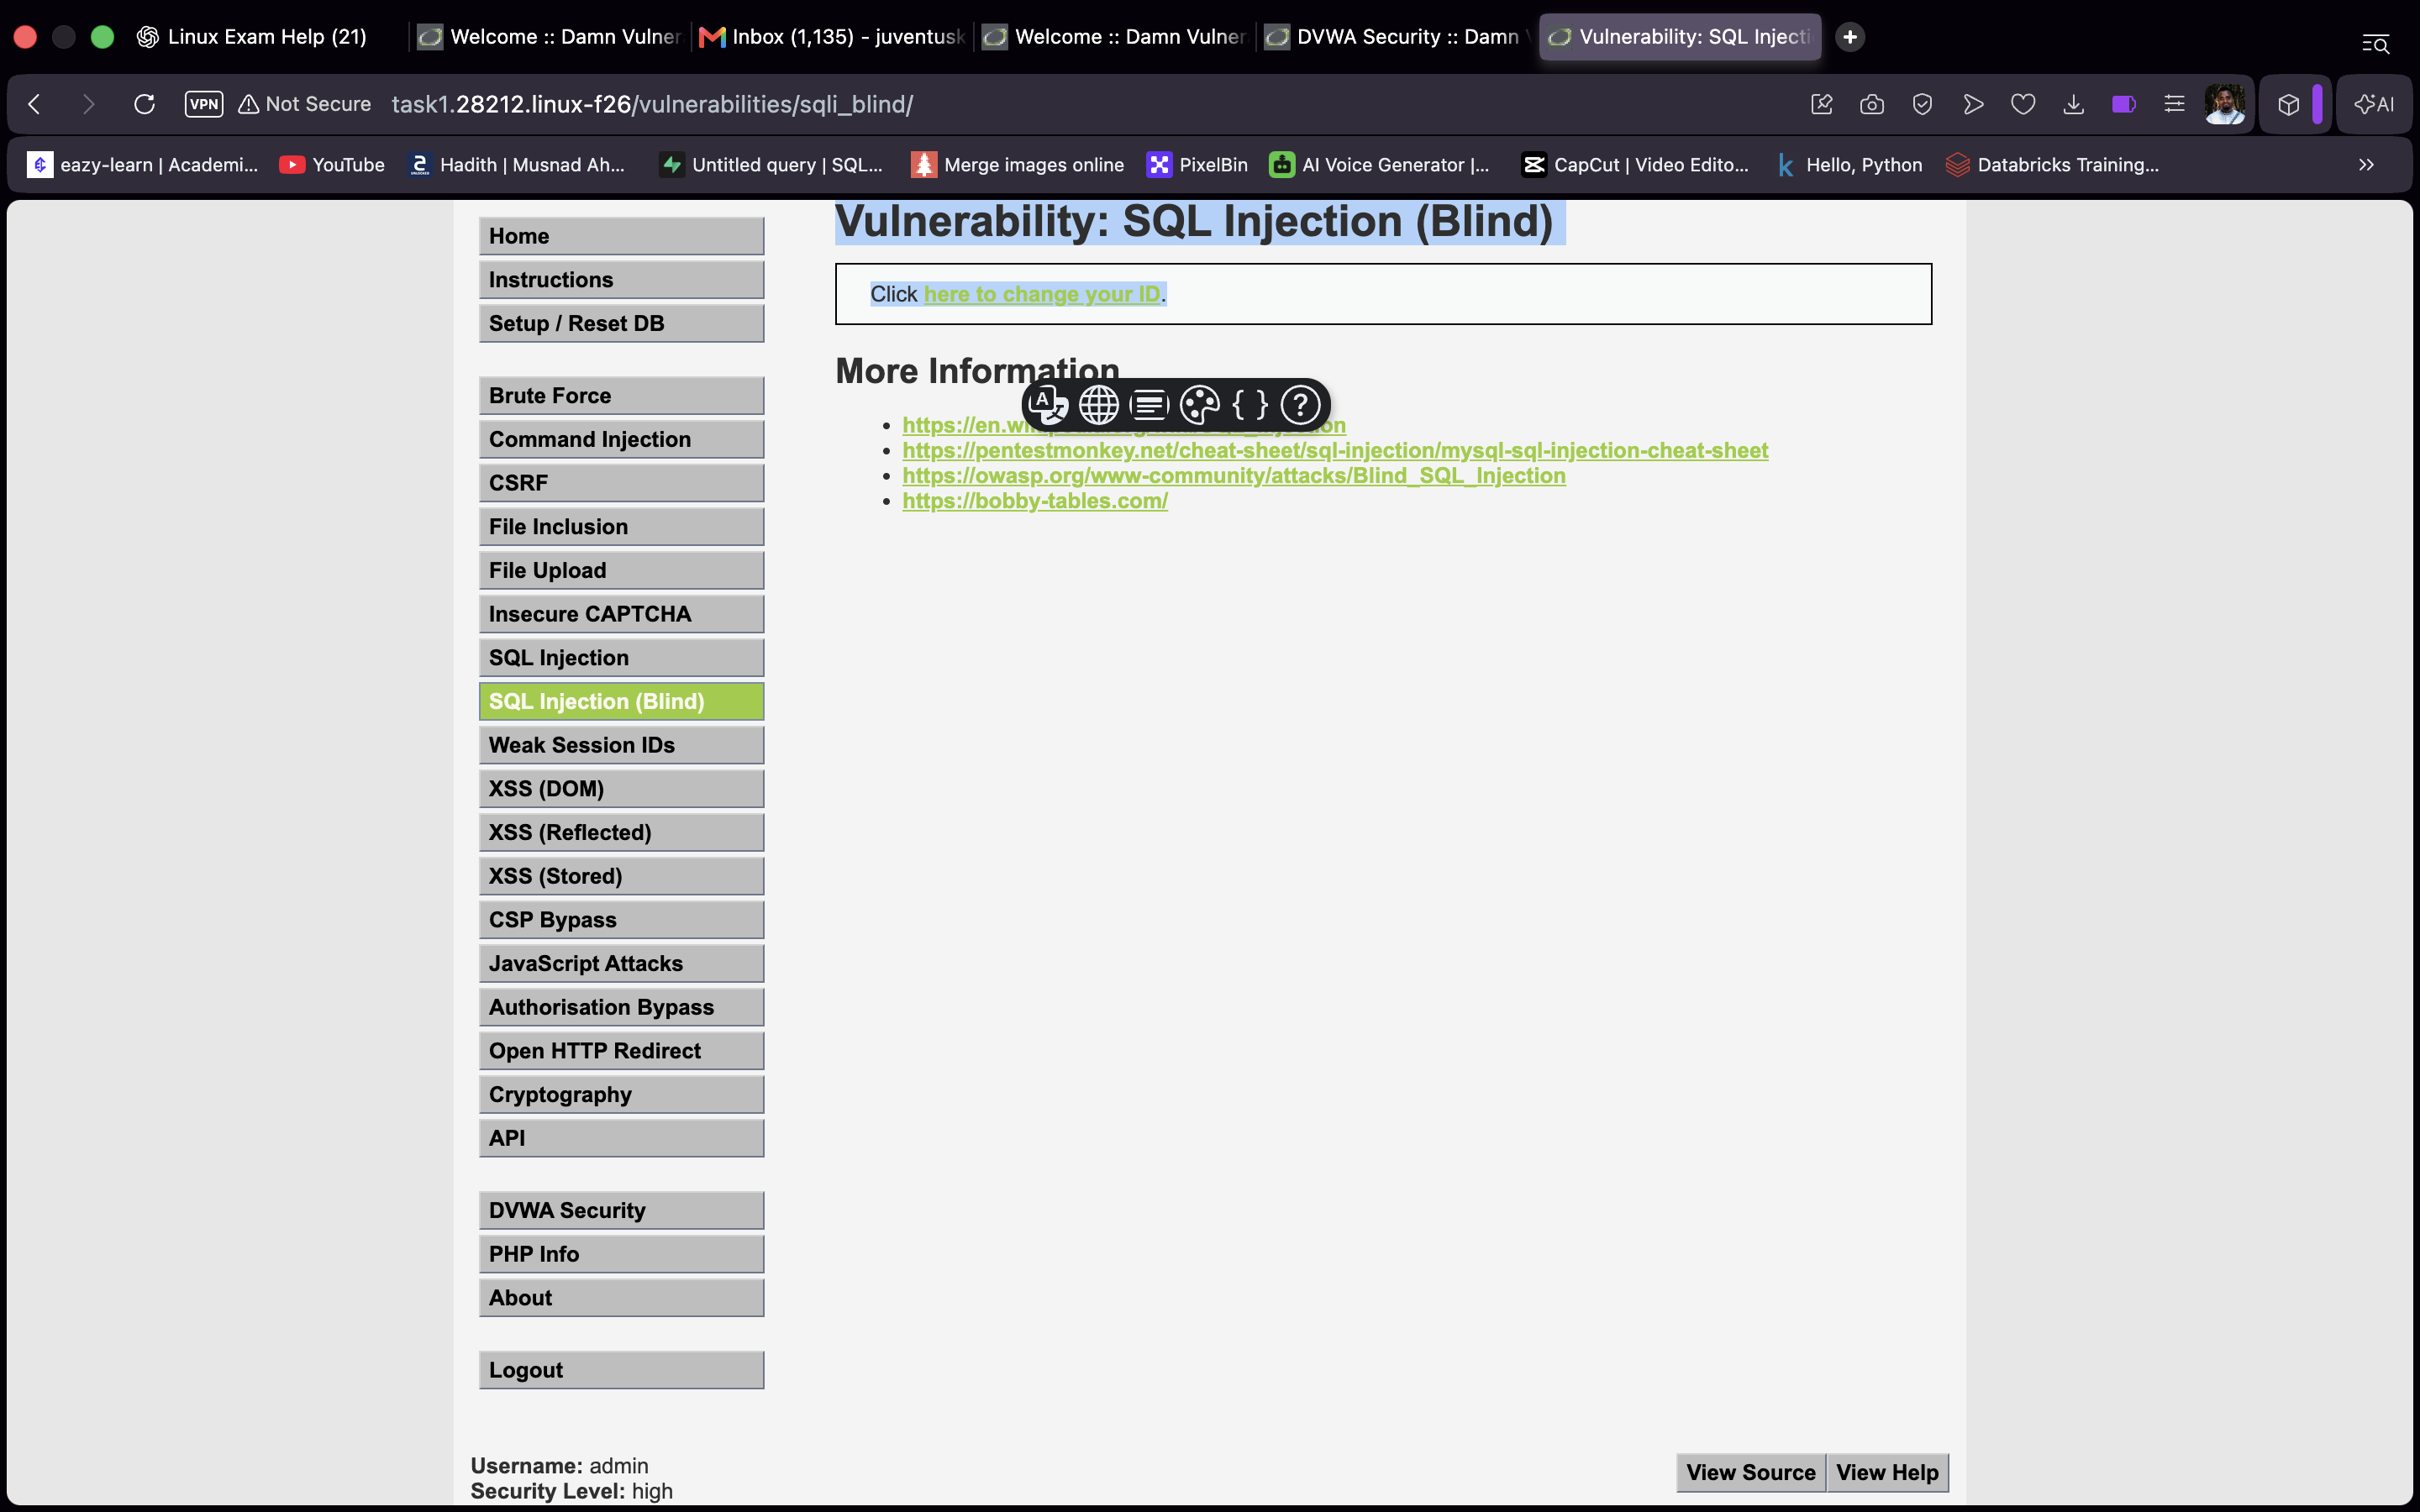 Linux Exam Help (21)
Welcome :: Damn Vulner
Inbox (1,135) - juventusk
Welcome :: Damn Vulner
DVWA Security :: Damn
Vulnerability: SQL Injecti
VPN
Not Secure
task1.28212.linux-f26/vulnerabilities/sqli_blind/
AI
eazy-learn | Academi...
YouTube
Hadith | Musnad Ah...
Untitled query | SQL...
Merge images online
PixelBin
AI Voice Generator |...
CapCut | Video Edito...
Hello, Python
Databricks Training...
Home
Instructions
Setup / Reset DB
Brute Force
Command Injection
CSRF
File Inclusion
File Upload
Insecure CAPTCHA
SQL Injection
SQL Injection (Blind)
Weak Session IDs
XSS (DOM)
XSS (Reflected)
XSS (Stored)
CSP Bypass
JavaScript Attacks
Authorisation Bypass
Open HTTP Redirect
Cryptography
API
DVWA Security
PHP Info
About
Logout
Vulnerability: SQL Injection (Blind)
Click here to change your ID.
More Information
https://pentestmonkey.net/cheat-sheet/sql-injection/mysql-sql-injection-cheat-sheet
https://owasp.org/www-community/attacks/Blind_SQL_Injection
https://bobby-tables.com/
Username: admin
Security Level: high
View Source
View Help